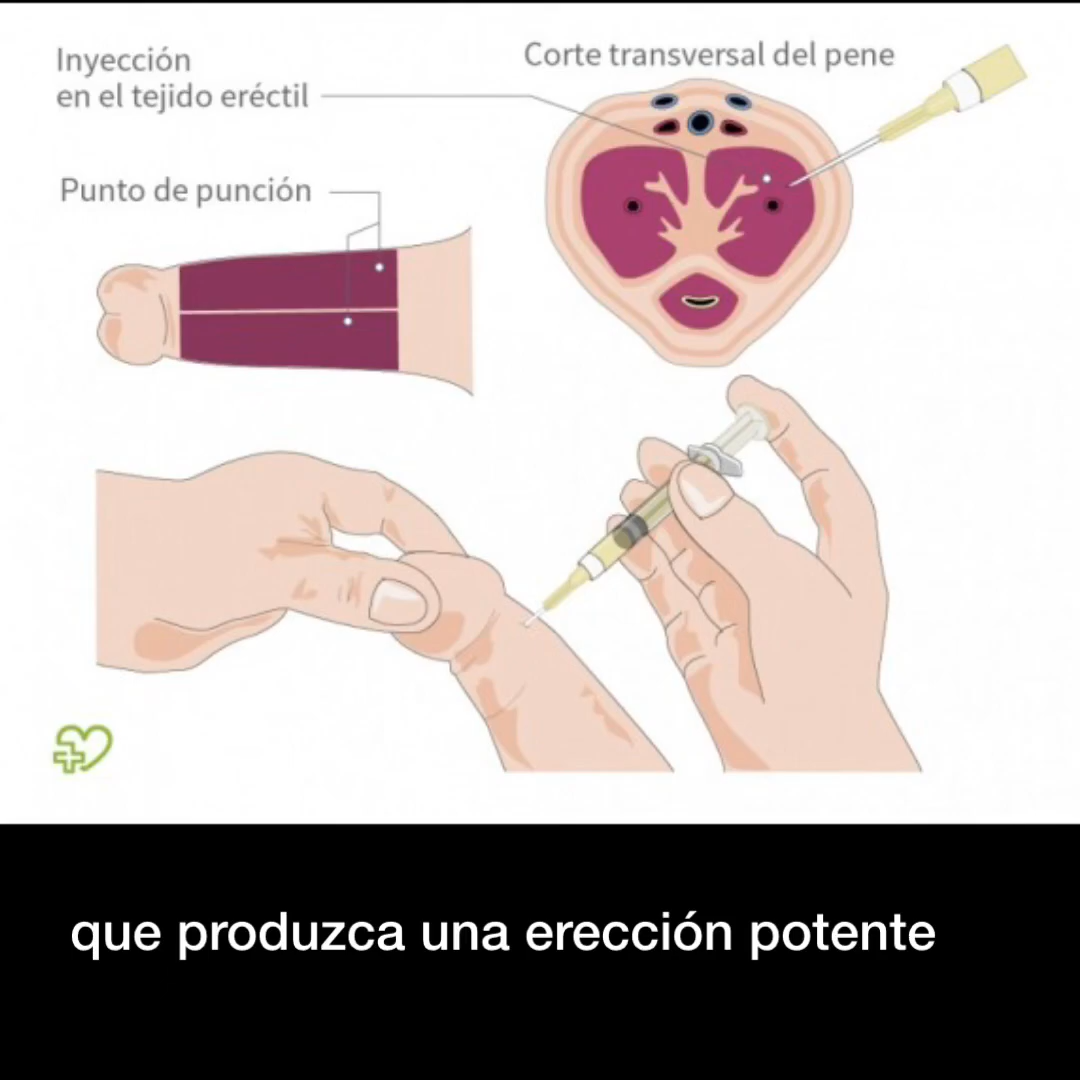 Inyección
en el tejido eréctil
Corte transversal del pene
Punto de punción
que produzca una erección potente